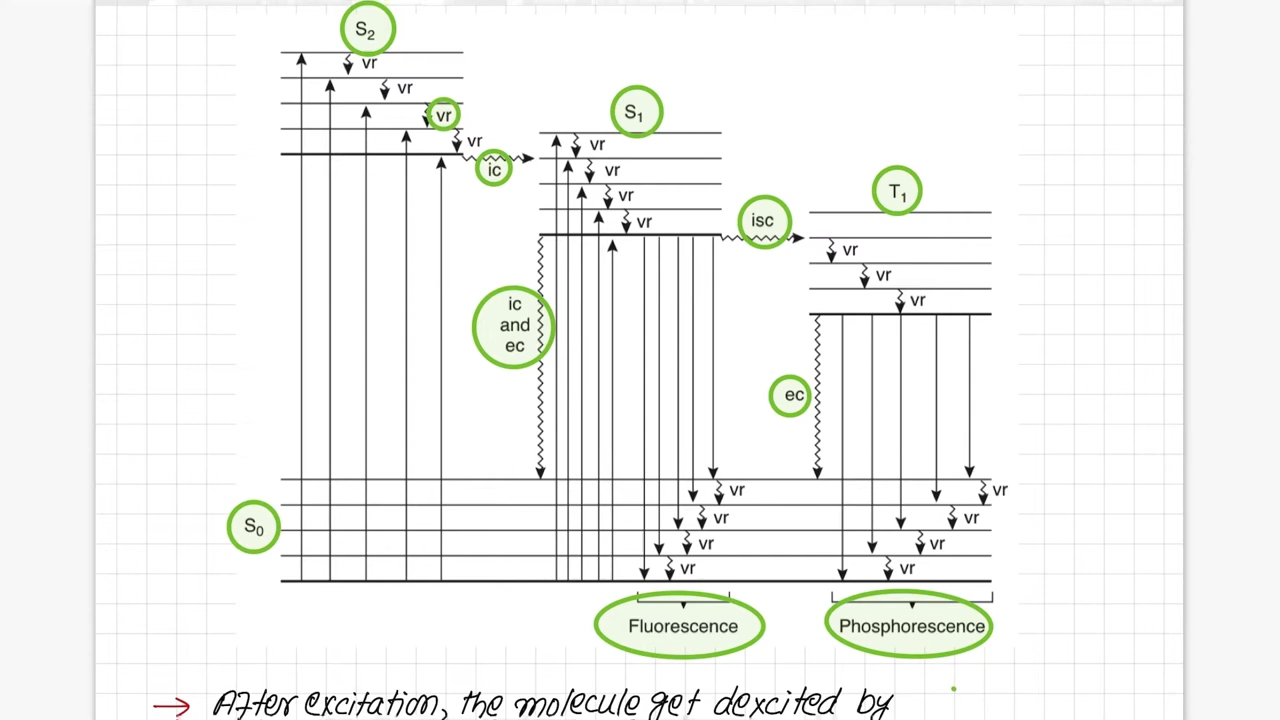 S2
vr
vr
vr
vr
ic
S1
vr
vr
vr
vr
isc
T1
vr
vr
vr
ic
and
ec
ec
S0
vr
vr
vr
vr
vr
vr
vr
vr
Fluorescence
Phosphorescence
→ After excitation, the molecule get dexcited by